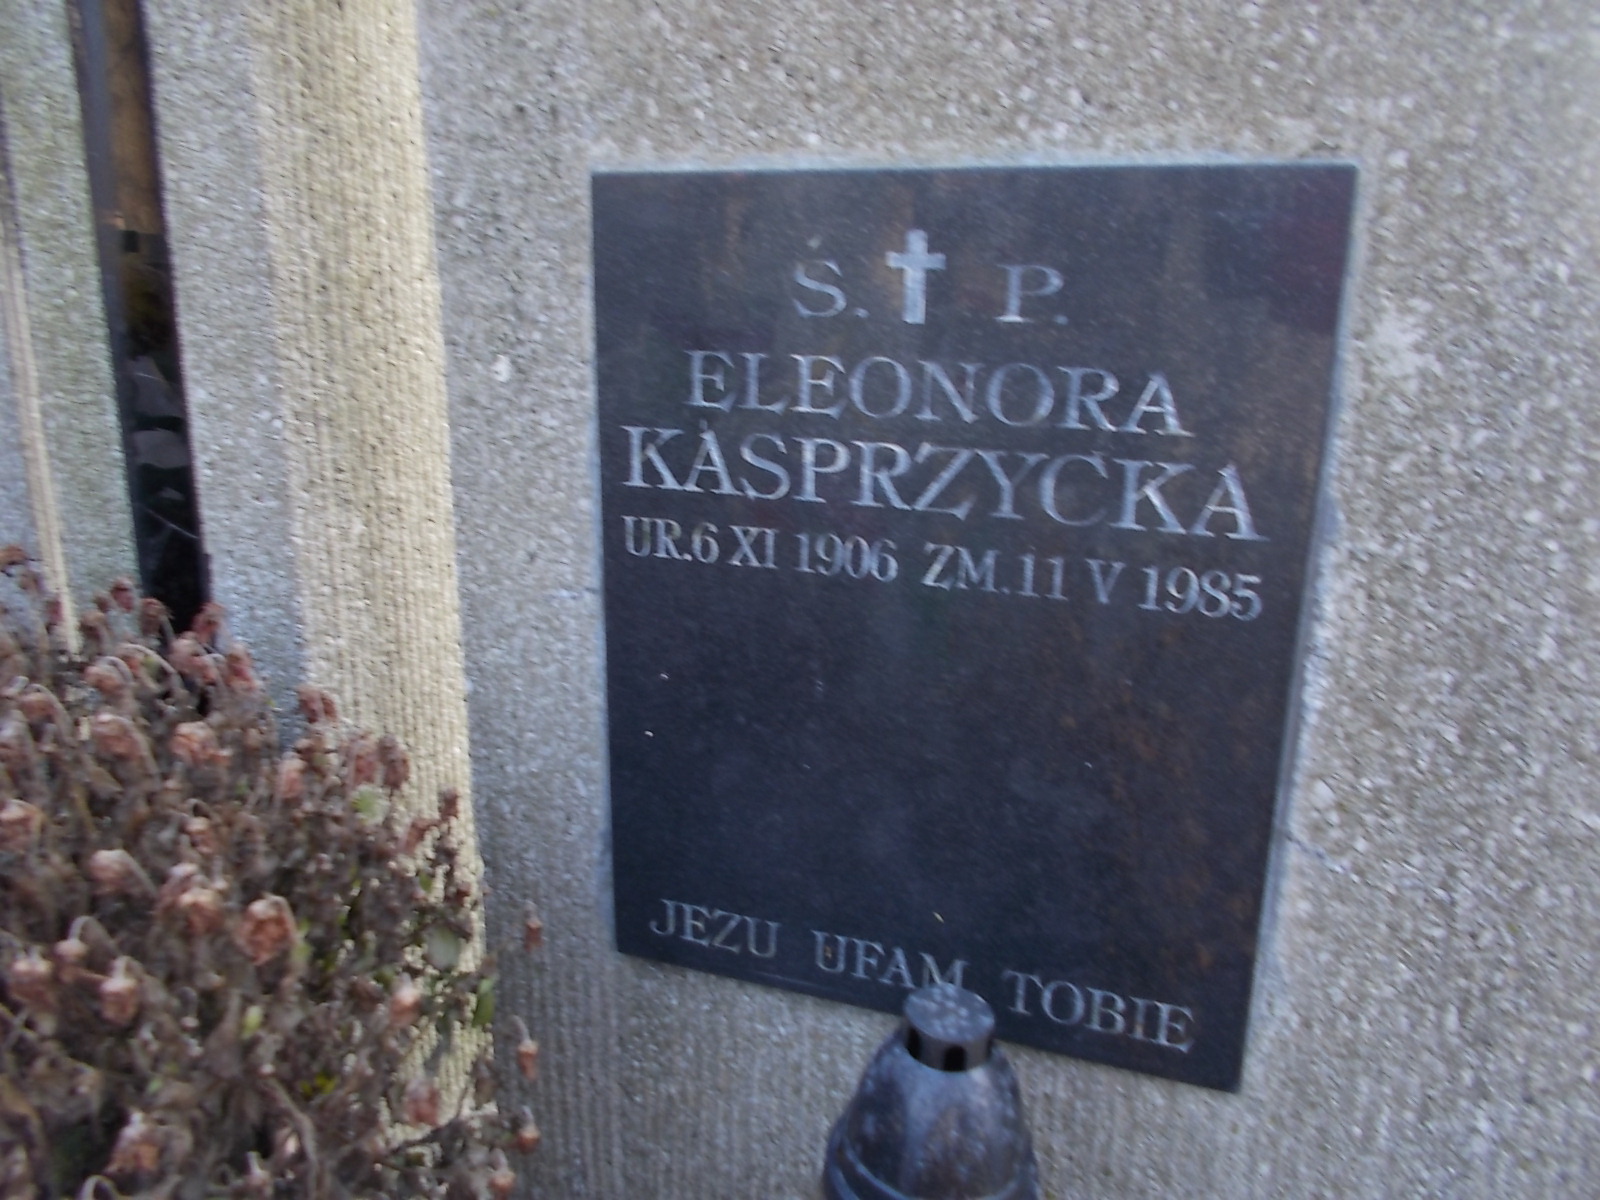 Ś. P.
ELEONORA
KASPRZYCKA
UR.6 XI 1906 ZM.11 V 1985
JEZU UFAM TOBIE